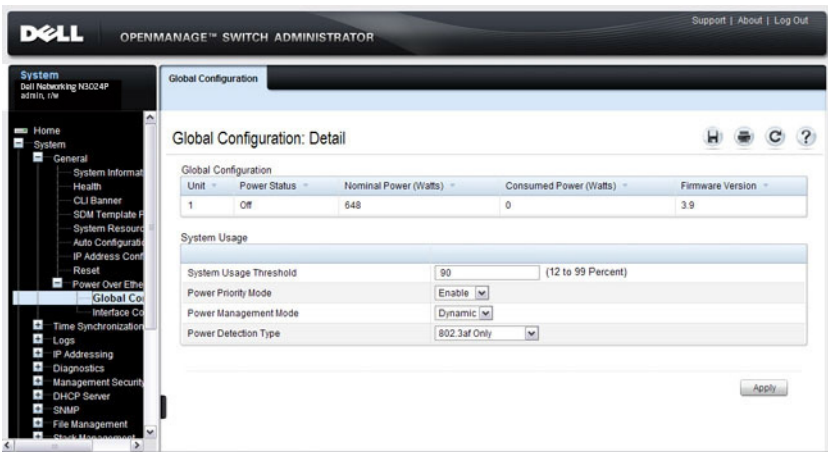 Support | About | Log Out
DELL OPENMANAGE™ SWITCH ADMINISTRATOR
System
Dell Networking N3024P
admin, r/w
Global Configuration
Home
System
General
System Informat
Health
CLI Banner
SDM Template P
System Resourc
Auto Configuratio
IP Address Conf
Reset
Power Over Ethe
Global Co
Interface Co
Time Synchronization
Logs
IP Addressing
Diagnostics
Management Security
DHCP Server
SNMP
File Management
Stack Management
Global Configuration: Detail
Global Configuration
Unit Power Status Nominal Power (Watts) Consumed Power (Watts) Firmware Version
1 Off 648 0 3.9
System Usage
System Usage Threshold 90 (12 to 99 Percent)
Power Priority Mode Enable
Power Management Mode Dynamic
Power Detection Type 802.3af Only
Apply